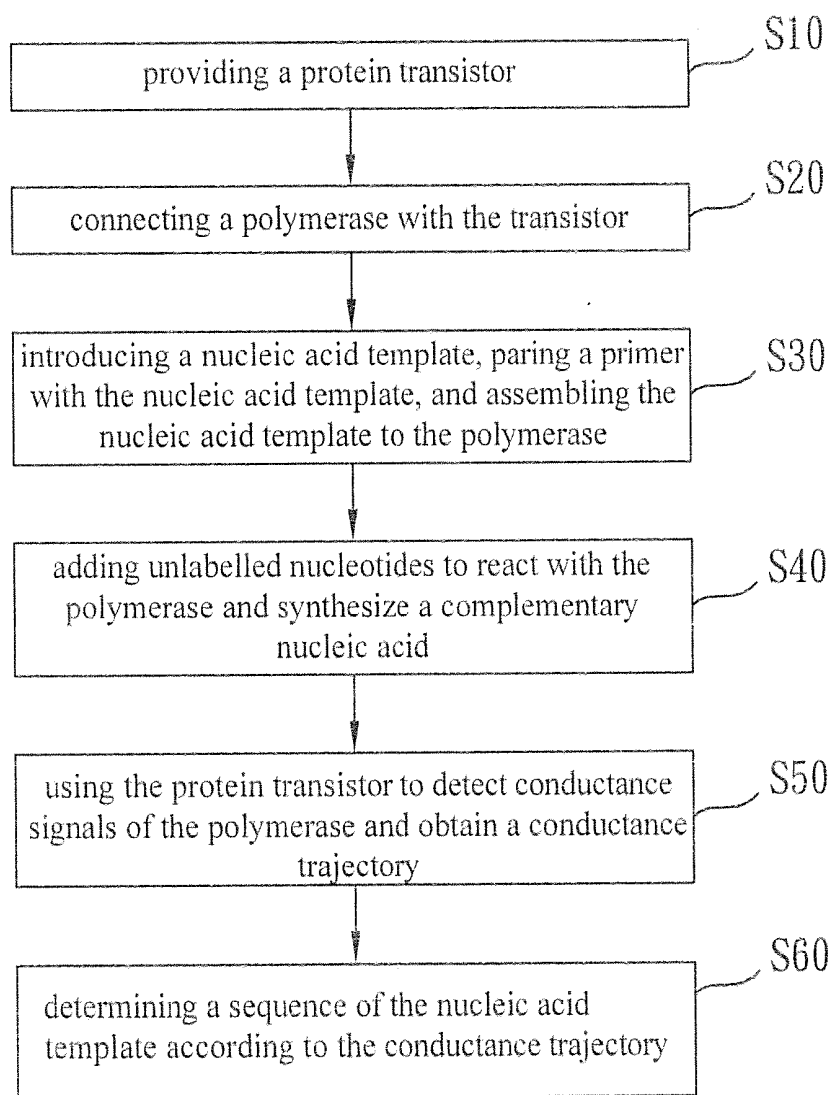 S10
providing a protein transistor
S20
connecting a polymerase with the transistor
S30
introducing a nucleic acid template, paring a primer
with the nucleic acid template, and assembling the
nucleic acid template to the polymerase
S40
adding unlabelled nucleotides to react with the
polymerase and synthesize a complementary
nucleic acid
S50
using the protein transistor to detect conductance
signals of the polymerase and obtain a conductance
trajectory
S60
determining a sequence of the nucleic acid
template according to the conductance trajectory